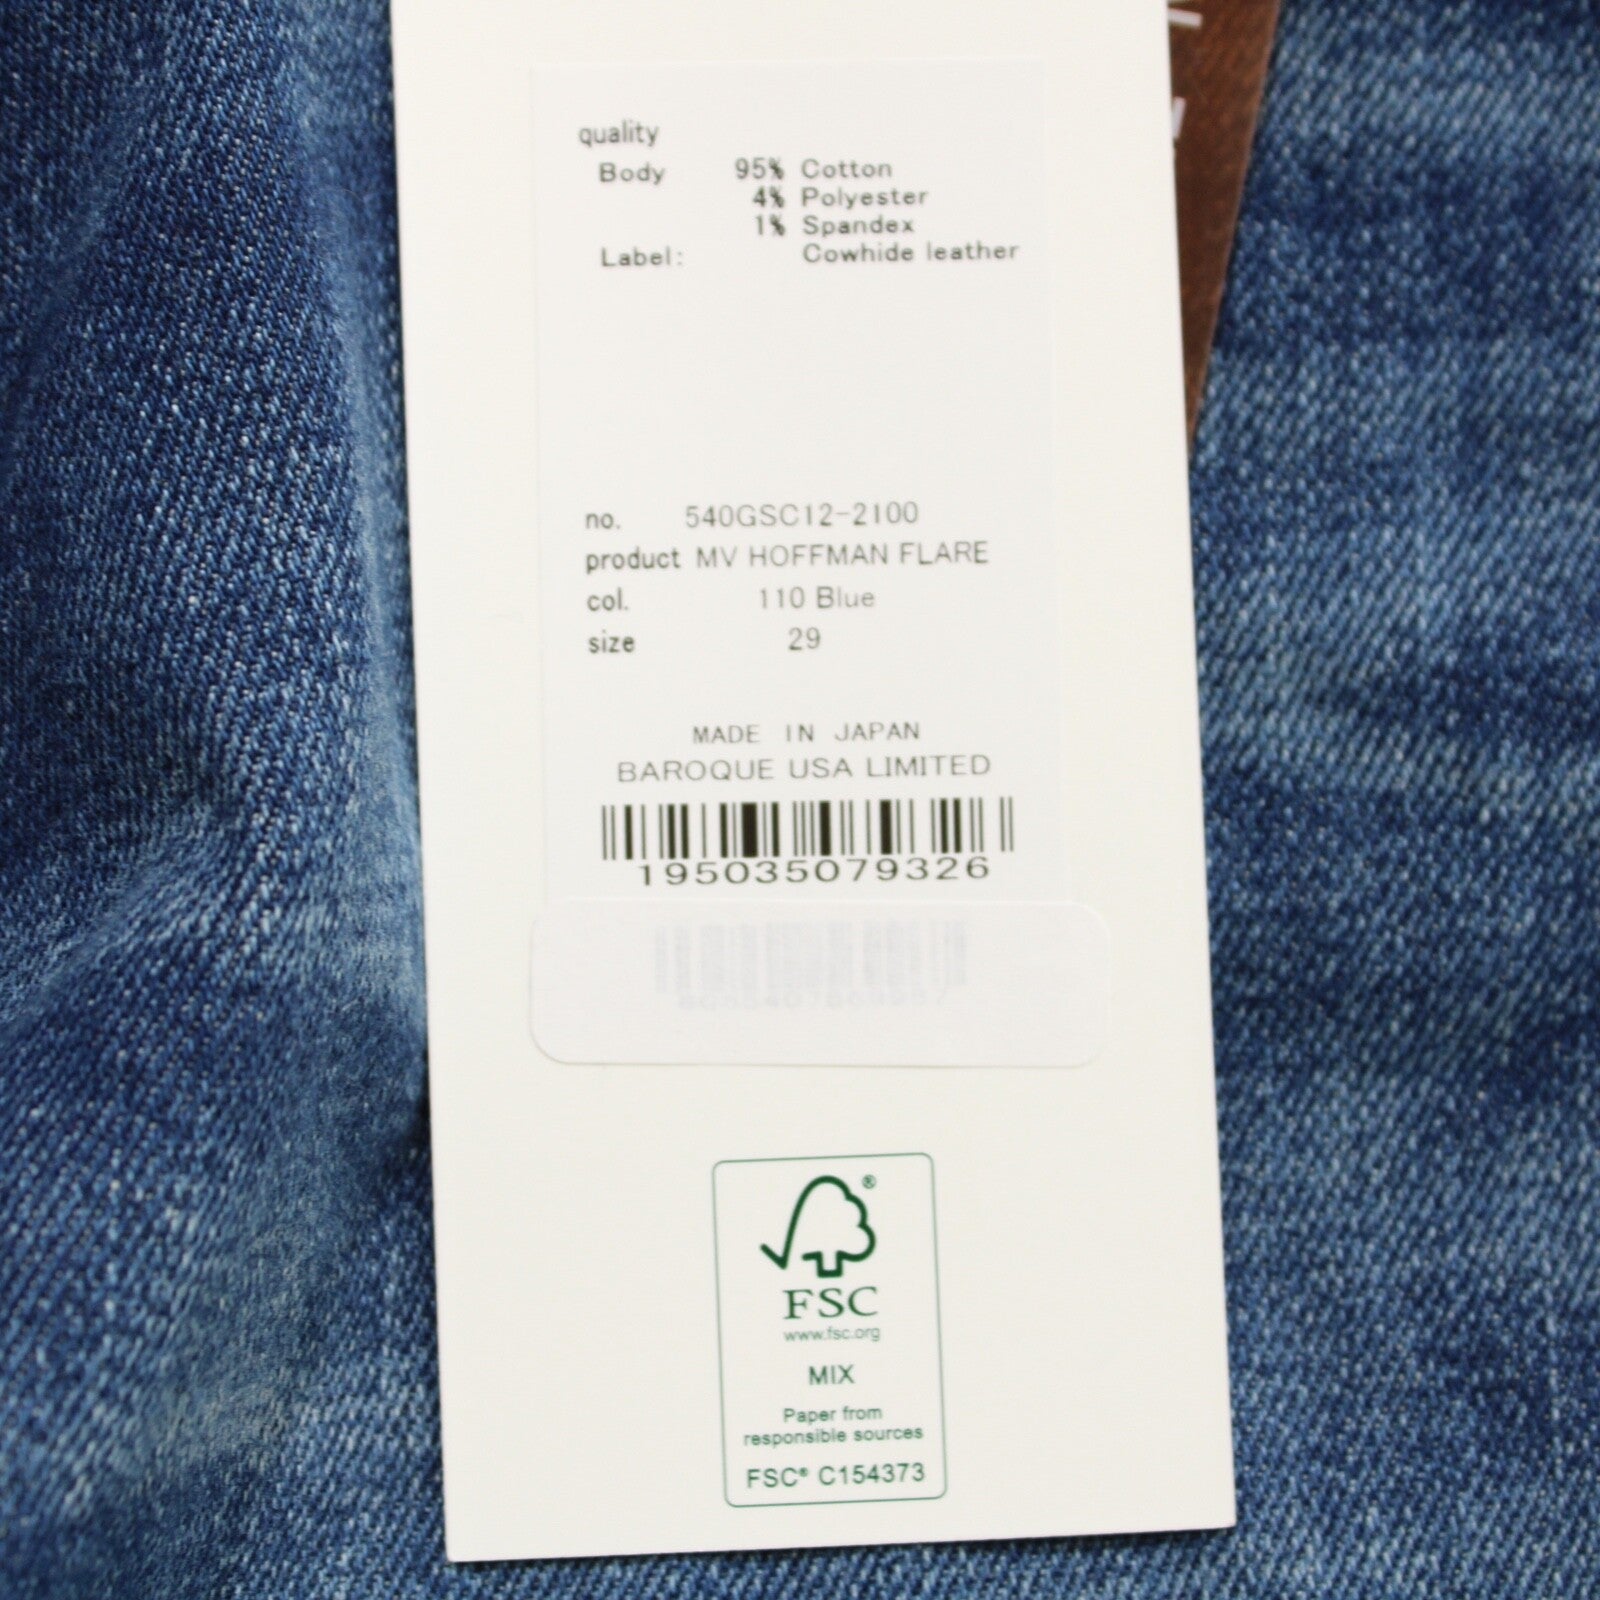 quality
Body 95% Cotton
4% Polyester
1% Spandex
Label: Cowhide leather
no. 540GSC12-2100
product MV HOFFMAN FLARE
col. 110 Blue
size 29
MADE IN JAPAN
BAROQUE USA LIMITED
195035079326
®
FSC
www.fsc.org
MIX
Paper from
responsible sources
FSC® C154373